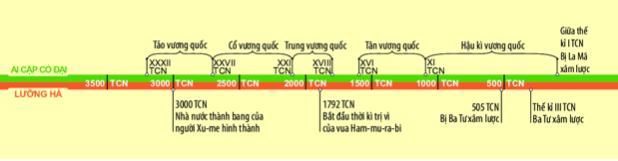 Tảo vương quốc
Cổ vương quốc
Trung vương quốc
Tân vương quốc
Hậu kì vương quốc
Giữa thế
kỉ I TCN
Bị La Mã
xâm lược
XXXII
TCN
XXVII
TCN
XXI
TCN
XVIII
TCN
XVI
TCN
XI
TCN
AI CẬP CỔ ĐẠI
LƯỠNG HÀ
3500 TCN
3000 TCN
2500 TCN
2000 TCN
1500 TCN
1000 TCN
500 TCN
3000 TCN
Nhà nước thành bang của
người Xu-me hình thành
1792 TCN
Bắt đầu thời kì trị vì
của vua Ham-mu-ra-bi
505 TCN
Bị Ba Tư xâm lược
Thế kỉ III TCN
Ba Tư xâm lược